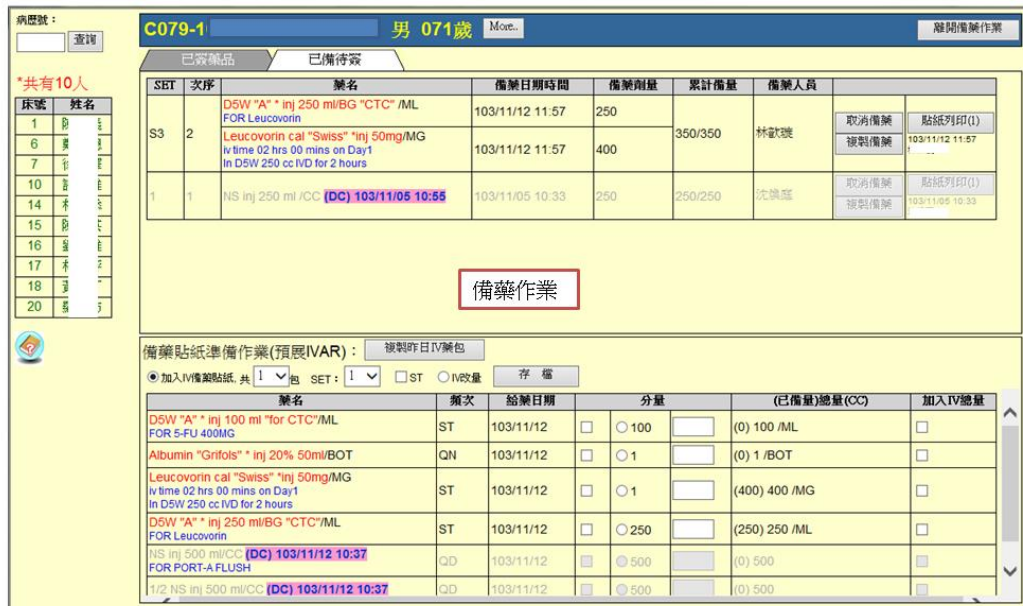 病歷號：
查詢
*共有10人
床號 姓名
1
6
7
10
14
15
16
17
18
20
C079-1 男 071歲 More.. 離開備藥作業
已簽藥品 已備待簽
SET 次序 藥名 備藥日期時間 備藥劑量 累計備量 備藥人員
D5W "A" * inj 250 ml/BG "CTC" /ML
FOR Leucovorin
103/11/12 11:57 250
S3 2 350/350
Leucovorin cal "Swiss" *inj 50mg/MG
iv time 02 hrs 00 mins on Day1
In D5W 250 cc IVD for 2 hours
103/11/12 11:57 400
取消備藥 貼紙列印(1)
複製備藥 103/11/12 11:57
1 1 NS inj 250 ml /CC (DC) 103/11/05 10:55 103/11/05 10:33 250 250/250
取消備藥 貼紙列印(1)
複製備藥 103/11/05 10:33
備藥作業
備藥貼紙準備作業(預展IVAR)： 複製昨日IV藥包
加入IV備藥貼紙, 共 1 包 SET： 1 ST IV改量 存 檔
藥名 頻次 給藥日期 分量 (已備量)總量(CC) 加入IV總量
D5W "A" * inj 100 ml "for CTC"/ML
FOR 5-FU 400MG
ST 103/11/12 100 (0) 100 /ML
Albumin "Grifols" * inj 20% 50ml/BOT QN 103/11/12 1 (0) 1 /BOT
Leucovorin cal "Swiss" *inj 50mg/MG
iv time 02 hrs 00 mins on Day1
In D5W 250 cc IVD for 2 hours
ST 103/11/12 1 (400) 400 /MG
D5W "A" * inj 250 ml/BG "CTC"/ML
FOR Leucovorin
ST 103/11/12 250 (250) 250 /ML
NS inj 500 ml/CC (DC) 103/11/12 10:37
FOR PORT-A FLUSH
QD 103/11/12 500 (0) 500
1/2 NS inj 500 ml/CC (DC) 103/11/12 10:37 QD 103/11/12 500 (0) 500